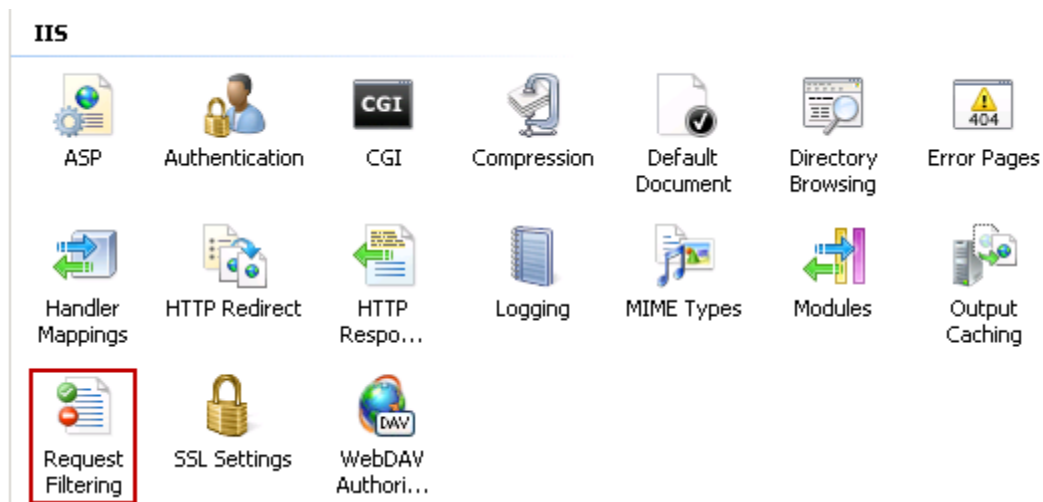 IIS
CGI
404
ASP
Authentication
CGI
Compression
Default
Document
Directory
Browsing
Error Pages
Handler
Mappings
HTTP Redirect
HTTP
Respo...
Logging
MIME Types
Modules
Output
Caching
DAV
Request
Filtering
SSL Settings
WebDAV
Authori...